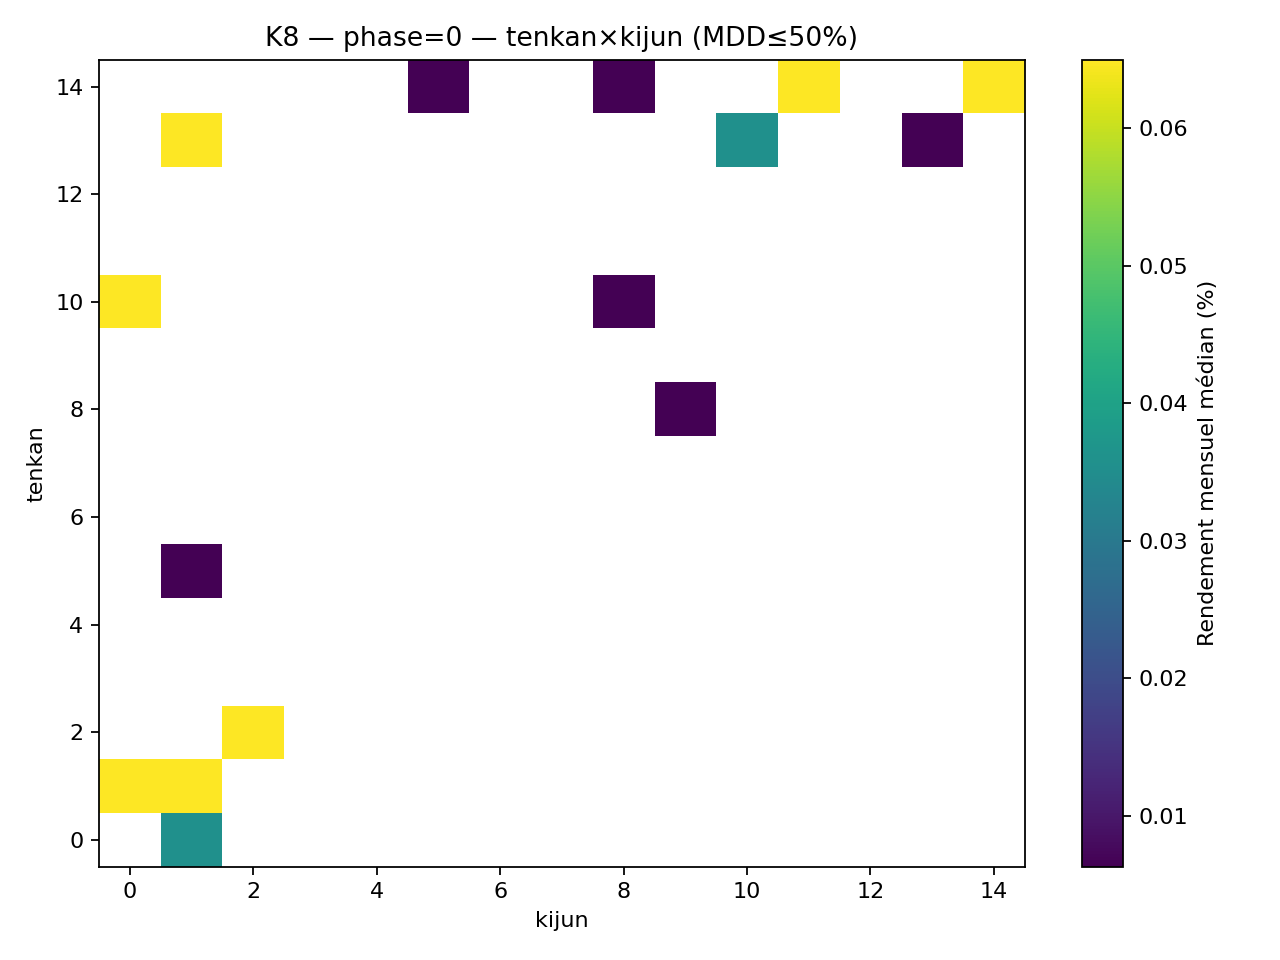 K8 — phase=0 — tenkan×kijun (MDD≤50%)
14
12
10
8
6
4
2
0
tenkan
0 2 4 6 8 10 12 14
kijun
0.06
0.05
0.04
0.03
0.02
0.01
Rendement mensuel médian (%)